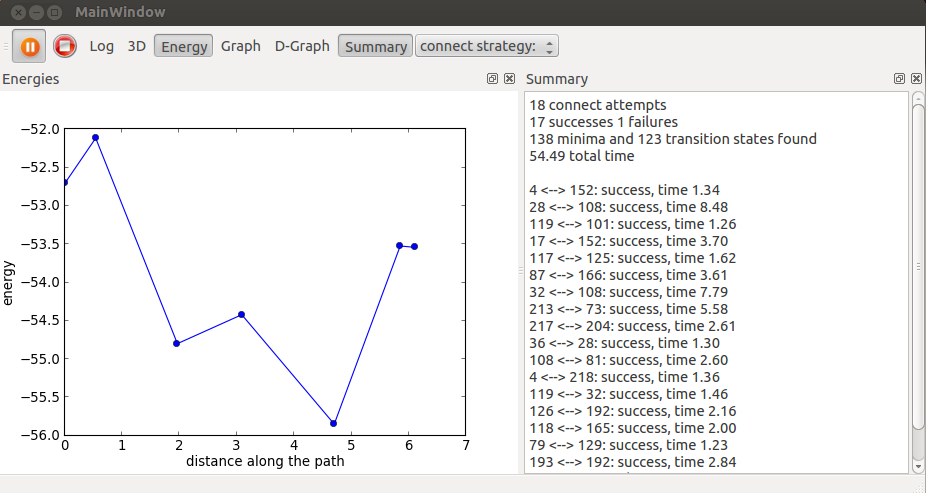 MainWindow
Log 3D Energy Graph D-Graph Summary connect strategy:
Energies
−52.0
−52.5
−53.0
−53.5
−54.0
−54.5
−55.0
−55.5
−56.0
energy
0 1 2 3 4 5 6 7
distance along the path
Summary
18 connect attempts
17 successes 1 failures
138 minima and 123 transition states found
54.49 total time
4 <--> 152: success, time 1.34
28 <--> 108: success, time 8.48
119 <--> 101: success, time 1.26
17 <--> 152: success, time 3.70
117 <--> 125: success, time 1.62
87 <--> 166: success, time 3.61
32 <--> 108: success, time 7.79
213 <--> 73: success, time 5.58
217 <--> 204: success, time 2.61
36 <--> 28: success, time 1.30
108 <--> 81: success, time 2.60
4 <--> 218: success, time 1.36
119 <--> 32: success, time 1.46
126 <--> 192: success, time 2.16
118 <--> 165: success, time 2.00
79 <--> 129: success, time 1.23
193 <--> 192: success, time 2.84